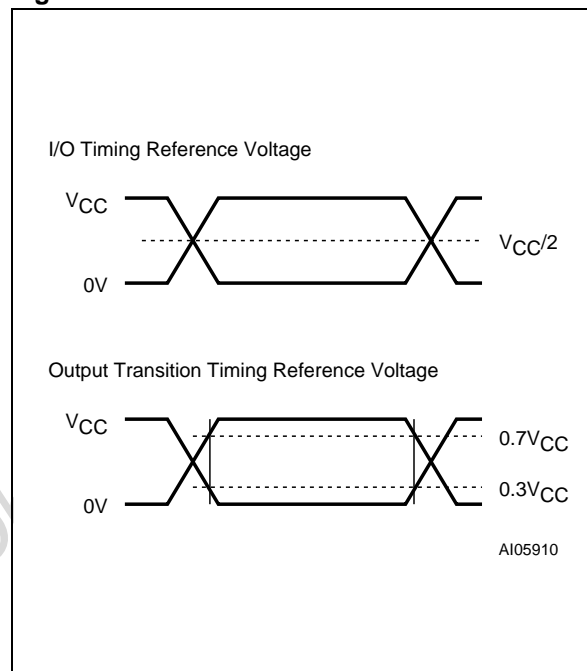 I/O Timing Reference Voltage
VCC
VCC/2
0V
Output Transition Timing Reference Voltage
VCC
0.7VCC
0.3VCC
0V
AI05910